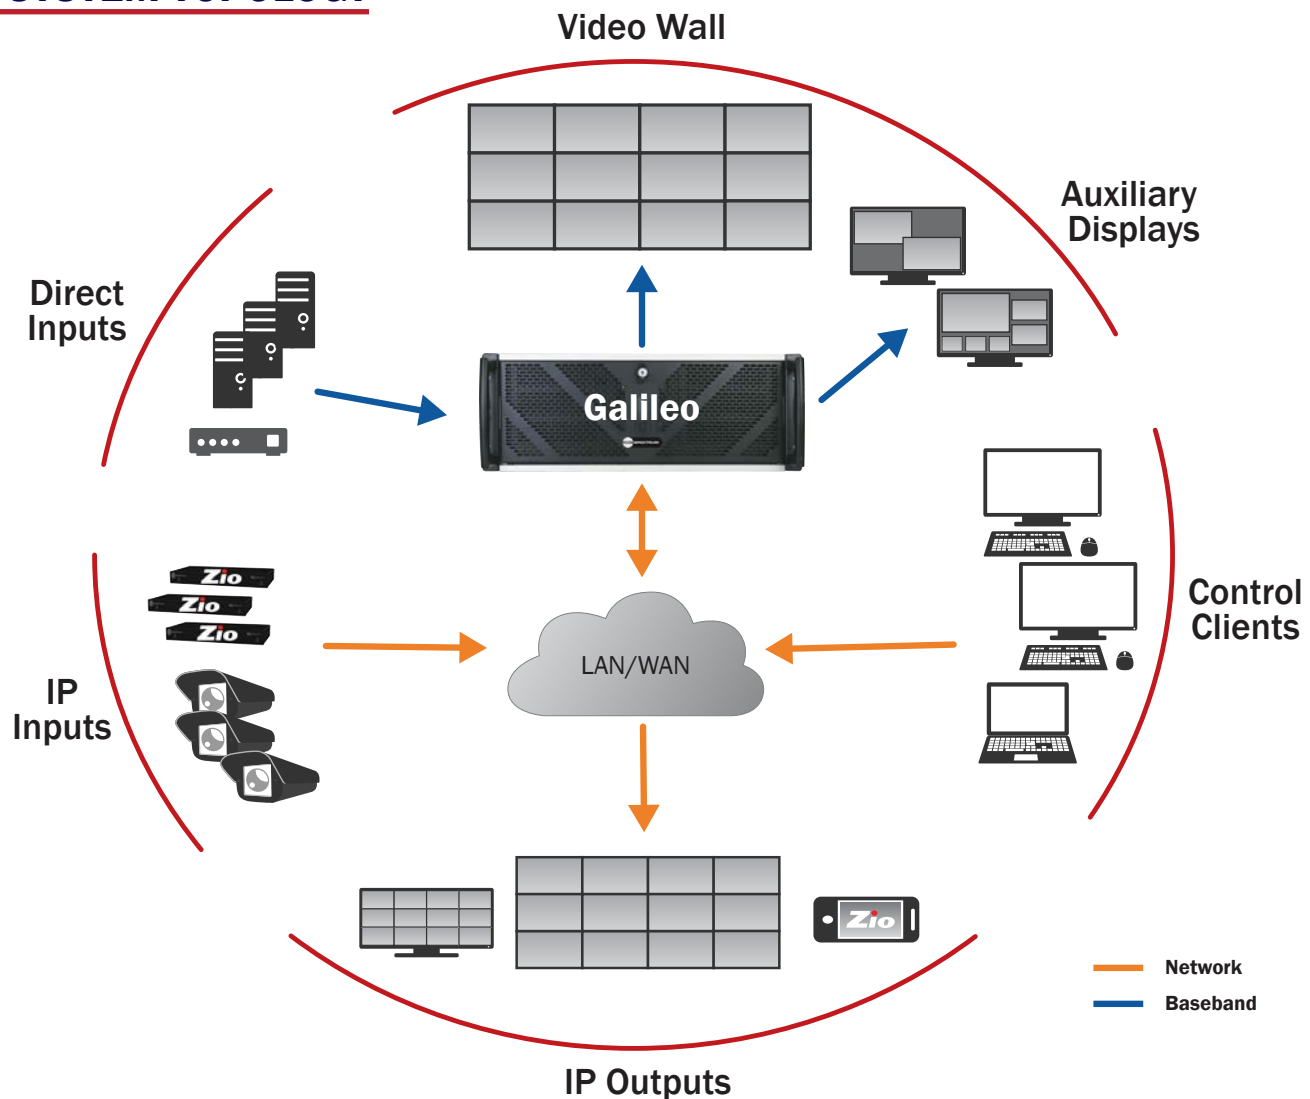 Video Wall
Auxiliary
Displays
Direct
Inputs
Galileo
Zio
Zio
Zio
LAN/WAN
Control
Clients
IP
Inputs
Zio
Network
Baseband
IP Outputs